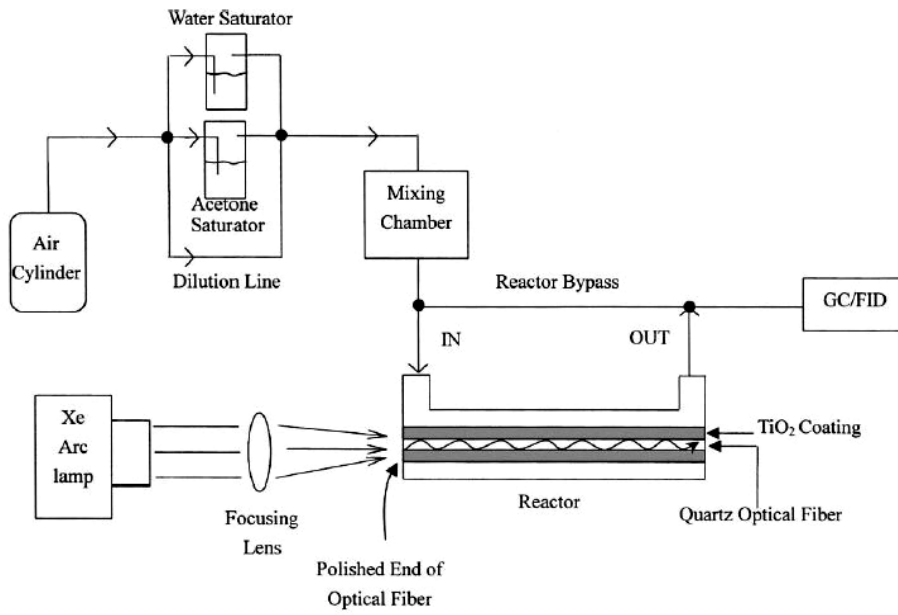 Water Saturator
Acetone
Saturator
Air
Cylinder
Dilution Line
Mixing
Chamber
Reactor Bypass
GC/FID
IN
OUT
Xe
Arc
lamp
TiO₂ Coating
Reactor
Quartz Optical Fiber
Focusing
Lens
Polished End of
Optical Fiber